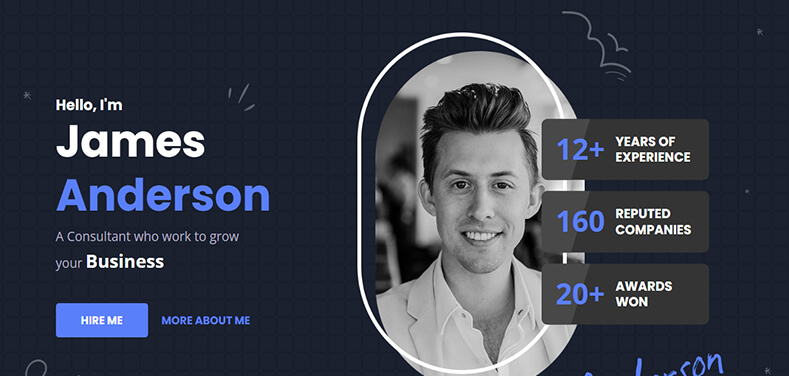 Hello, I'm
James
Anderson
A Consultant who work to grow
your Business
HIRE ME
MORE ABOUT ME
12+ YEARS OF
EXPERIENCE
160 REPUTED
COMPANIES
20+ AWARDS
WON
Anderson